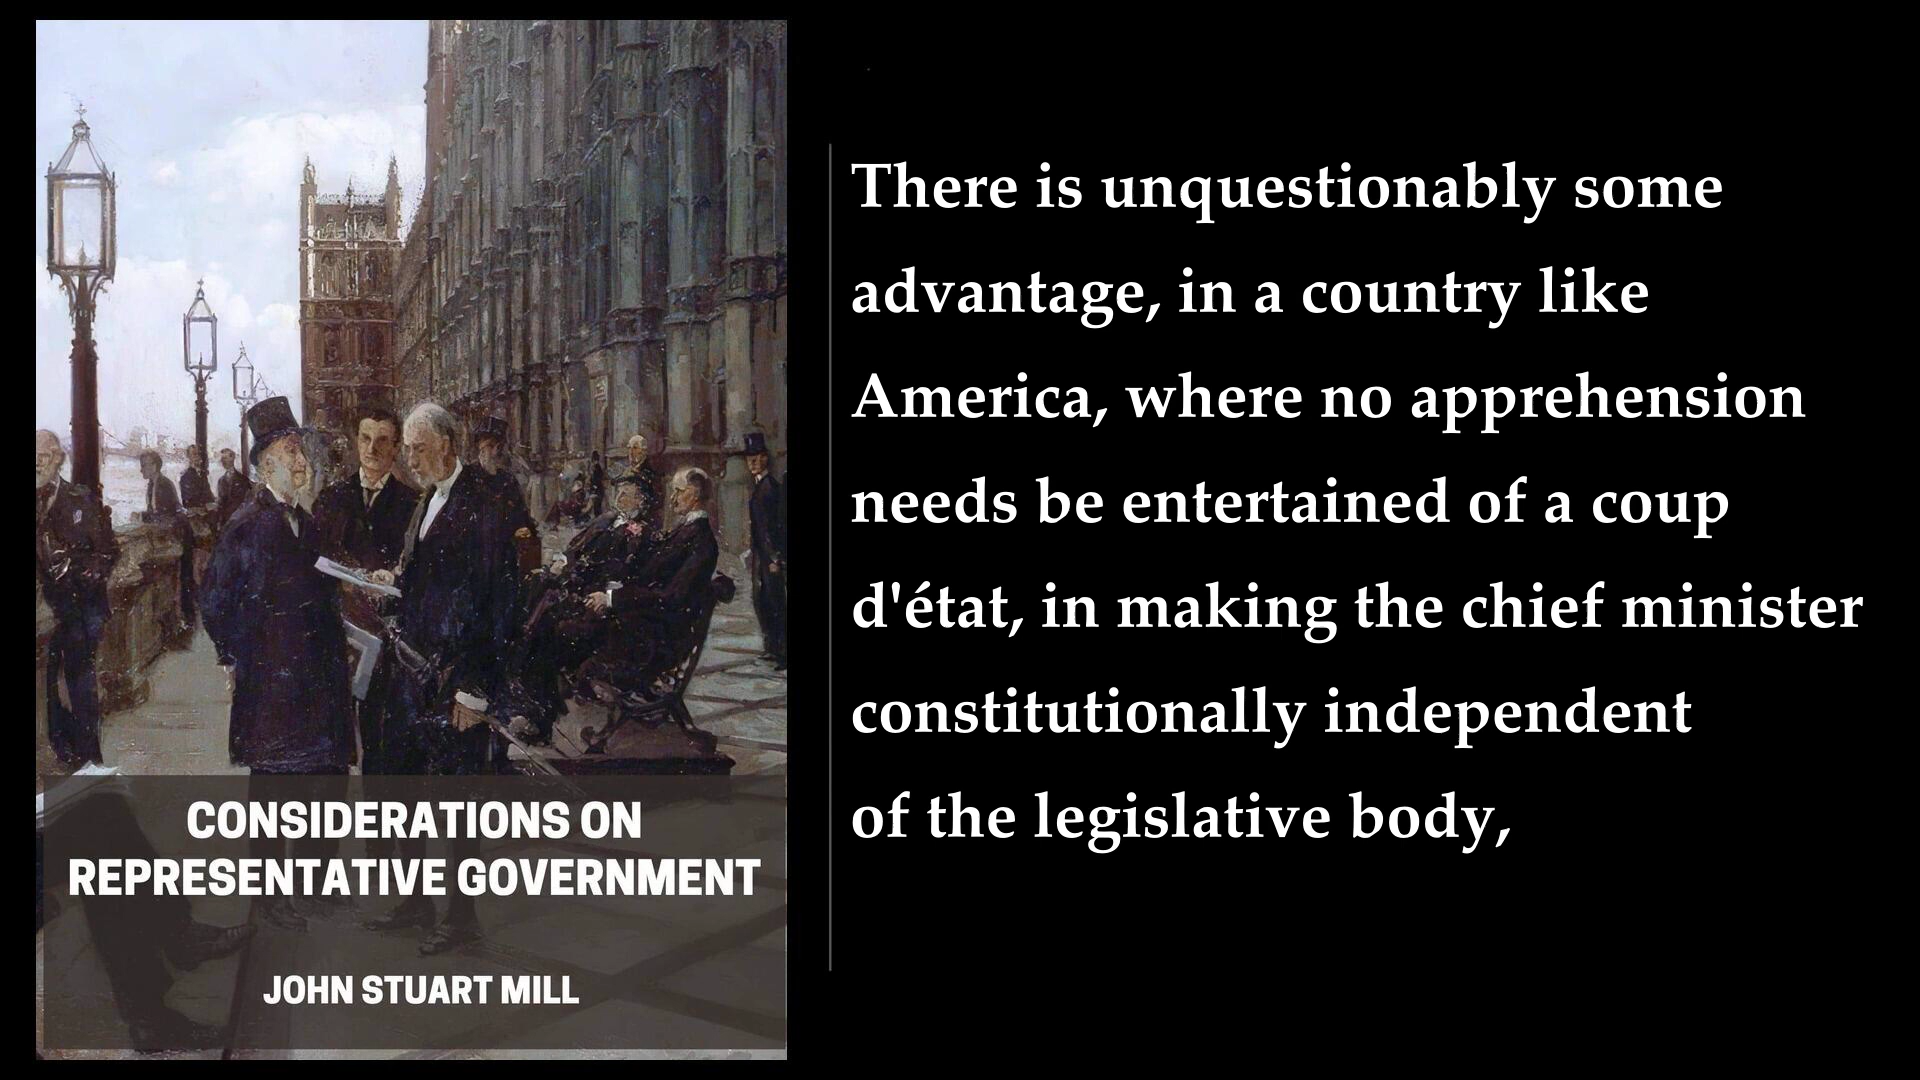 CONSIDERATIONS ON
REPRESENTATIVE GOVERNMENT
JOHN STUART MILL
There is unquestionably some
advantage, in a country like
America, where no apprehension
needs be entertained of a coup
d'état, in making the chief minister
constitutionally independent
of the legislative body,